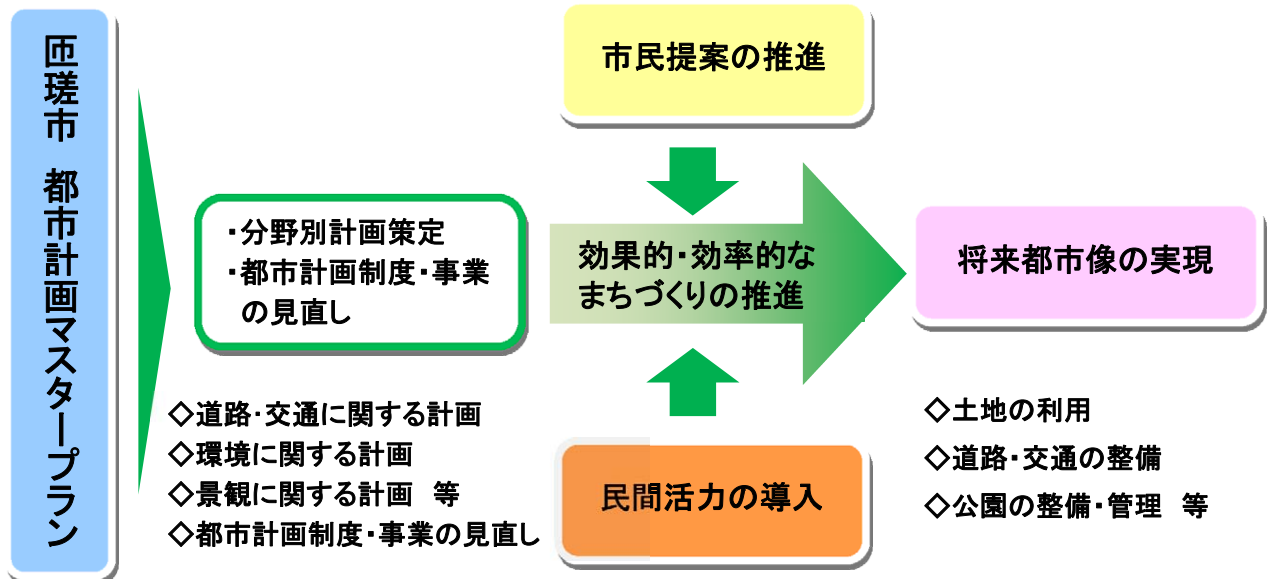 匝瑳市　都市計画マスタープラン
市民提案の推進
・分野別計画策定
・都市計画制度・事業
の見直し
効果的・効率的な
まちづくりの推進
将来都市像の実現
◇道路・交通に関する計画
◇環境に関する計画
◇景観に関する計画　等
◇都市計画制度・事業の見直し
民間活力の導入
◇土地の利用
◇道路・交通の整備
◇公園の整備・管理　等